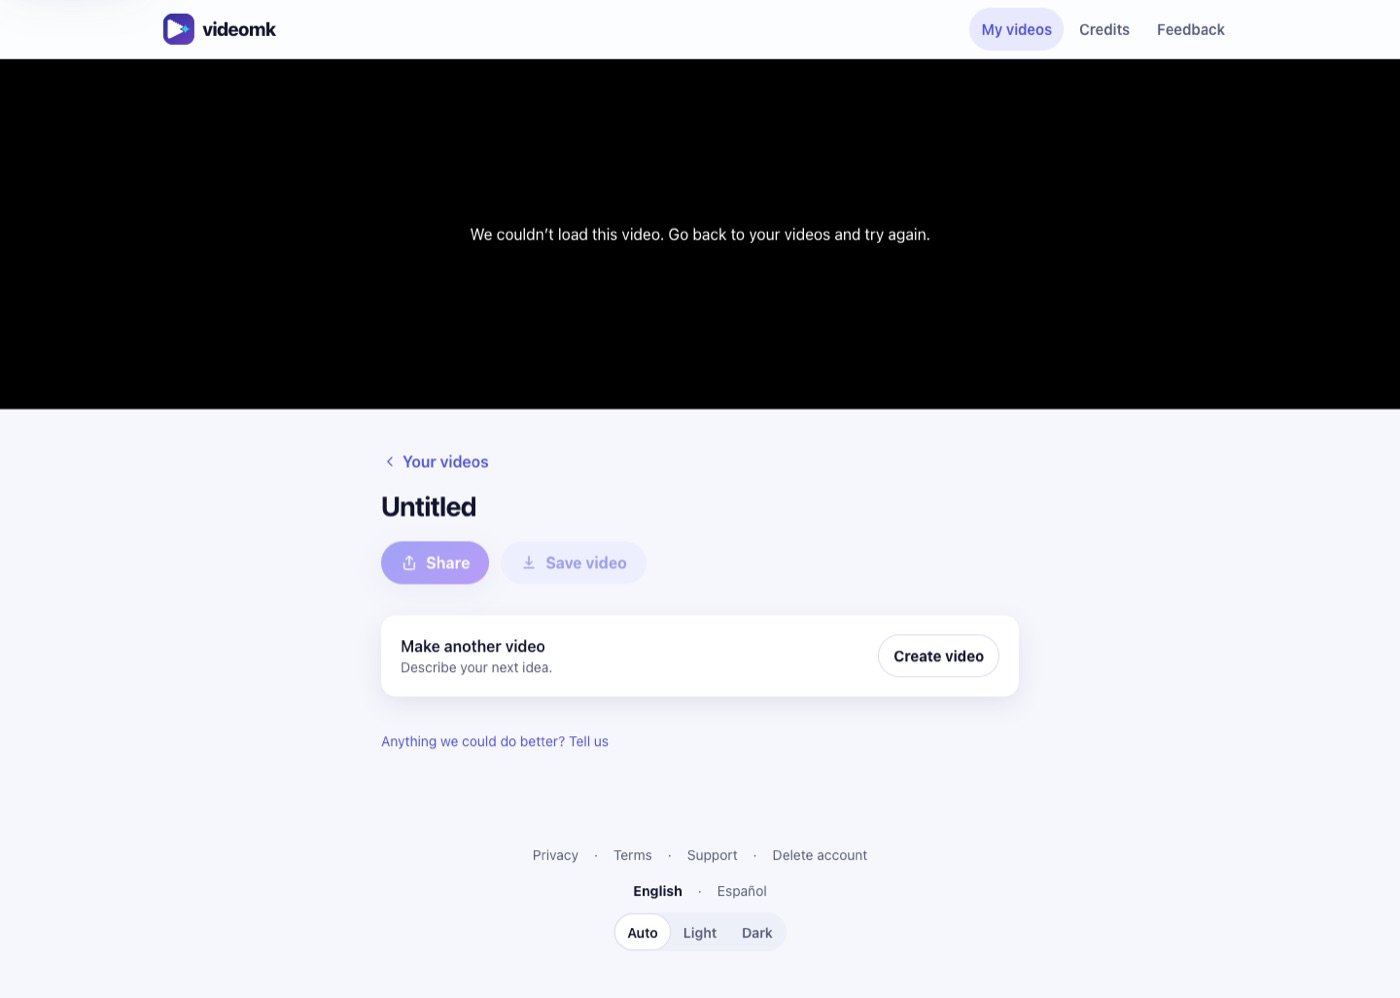 videomk
My videos
Credits
Feedback
We couldn’t load this video. Go back to your videos and try again.
Your videos
Untitled
Share
Save video
Make another video
Describe your next idea.
Create video
Anything we could do better? Tell us
Privacy · Terms · Support · Delete account
English · Español
Auto
Light
Dark